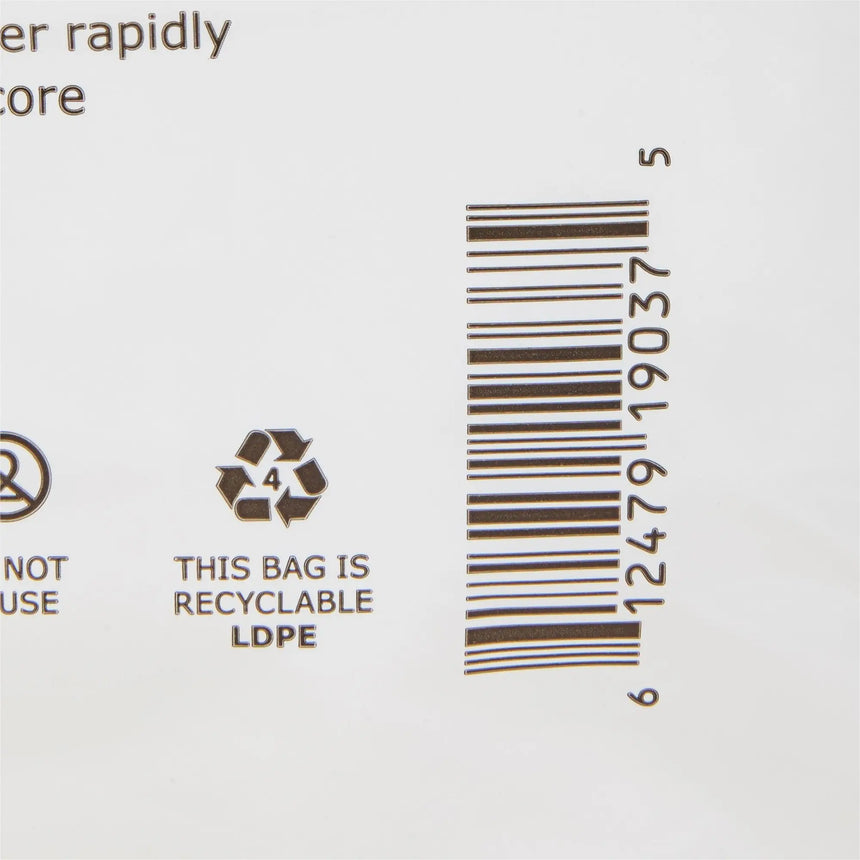 er rapidly
core
NOT
USE
4
THIS BAG IS
RECYCLABLE
LDPE
6 12479 19037 5